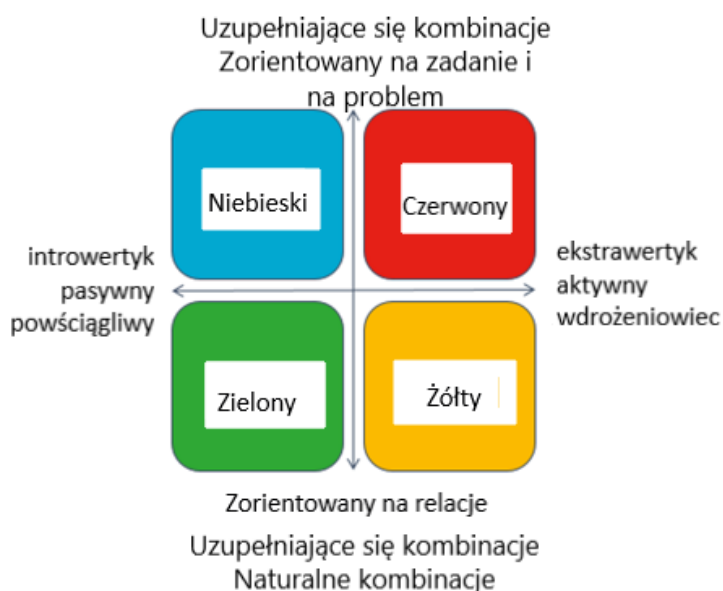 Uzupełniające się kombinacje
Zorientowany na zadanie i
na problem
Niebieski
Czerwony
introwertyk
pasywny
powściągliwy
ekstrawertyk
aktywny
wdrożeniowiec
Zielony
Żółty
Zorientowany na relacje
Uzupełniające się kombinacje
Naturalne kombinacje